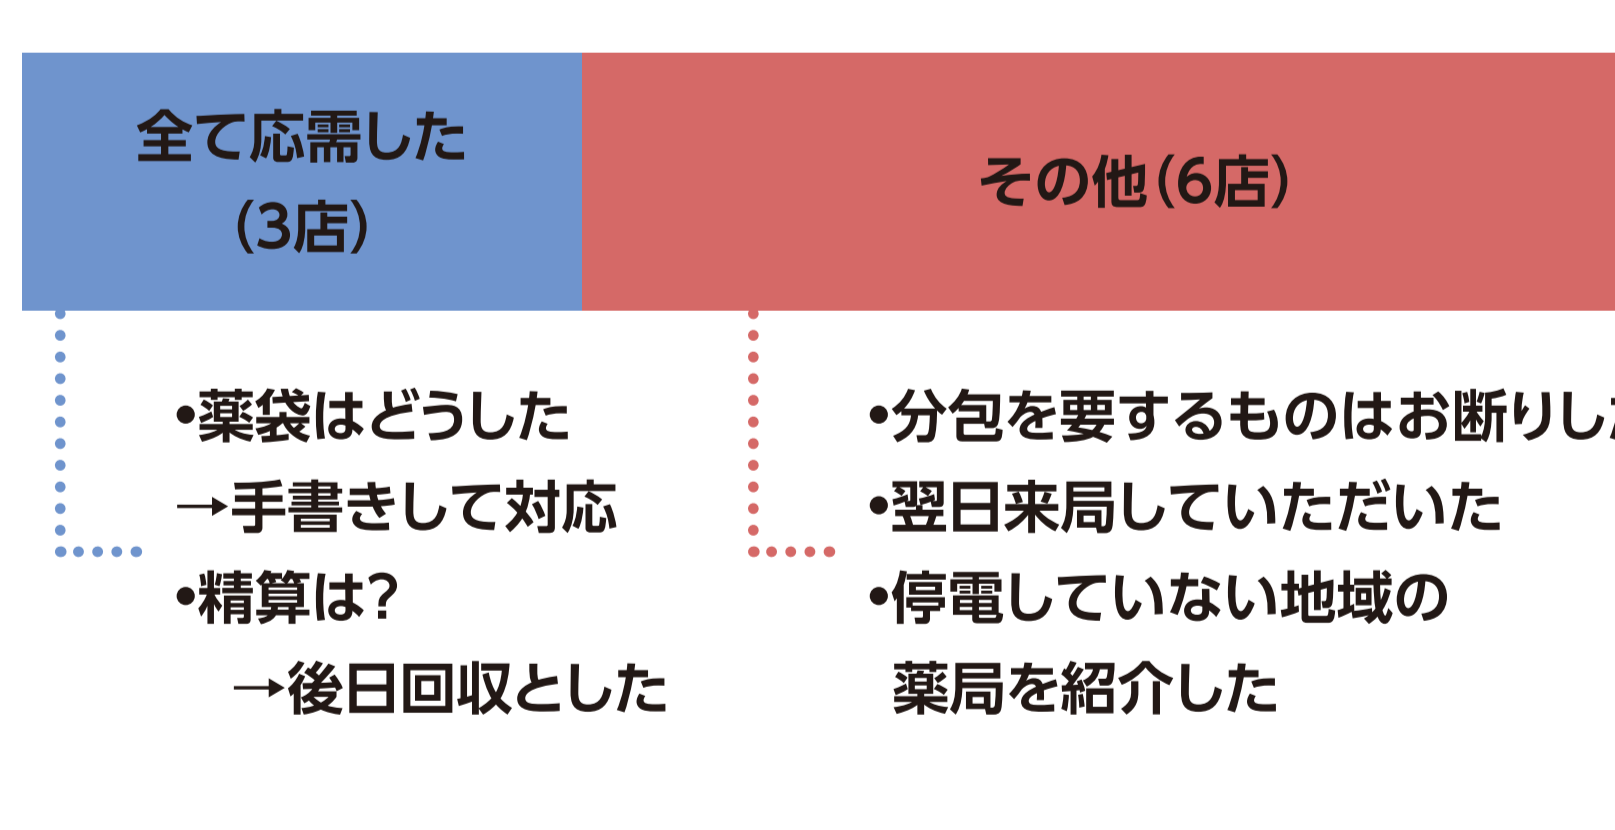 全て応需した
(3店)
その他(6店)
•薬袋はどうした
→手書きして対応
•精算は?
→後日回収とした
•分包を要するものはお断りした
•翌日来局していただいた
•停電していない地域の
薬局を紹介した